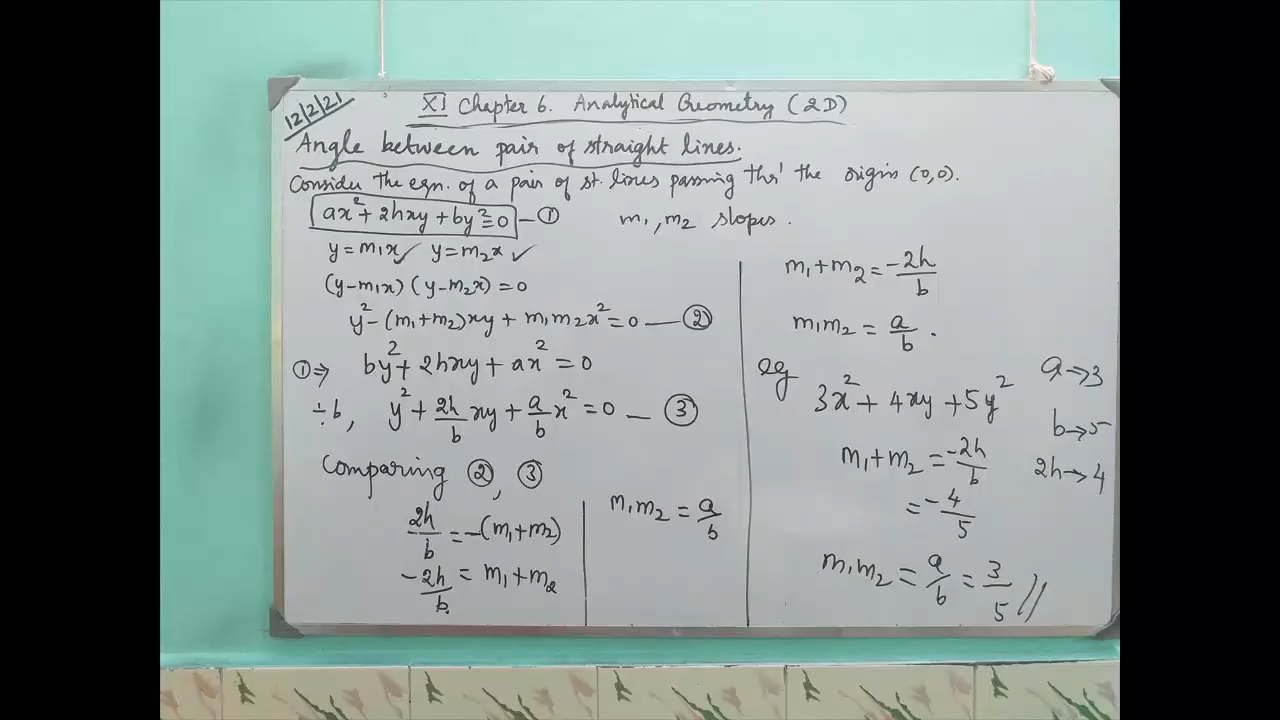 12/2/21
XI Chapter 6. Analytical Geometry (2D)
Angle between pair of straight lines.
Consider the eqn. of a pair of st. lines passing thr' the origin (0,0).
ax² + 2hxy + by² = 0 — ①
m₁, m₂ slopes.
y = m₁x ✓ y = m₂x ✓
(y – m₁x) (y – m₂x) = 0
y² – (m₁ + m₂)xy + m₁m₂x² = 0 — ②
① ⇒ by² + 2hxy + ax² = 0
÷ b, y² + 2h/b xy + a/b x² = 0 — ③
Comparing ②, ③
2h/b = –(m₁ + m₂)
–2h/b = m₁ + m₂
m₁m₂ = a/b
m₁ + m₂ = –2h/b
m₁m₂ = a/b .
eg
3x² + 4xy + 5y²
a → 3
b → 5
2h → 4
m₁ + m₂ = –2h/b
= –4/5
m₁m₂ = a/b = 3/5 //